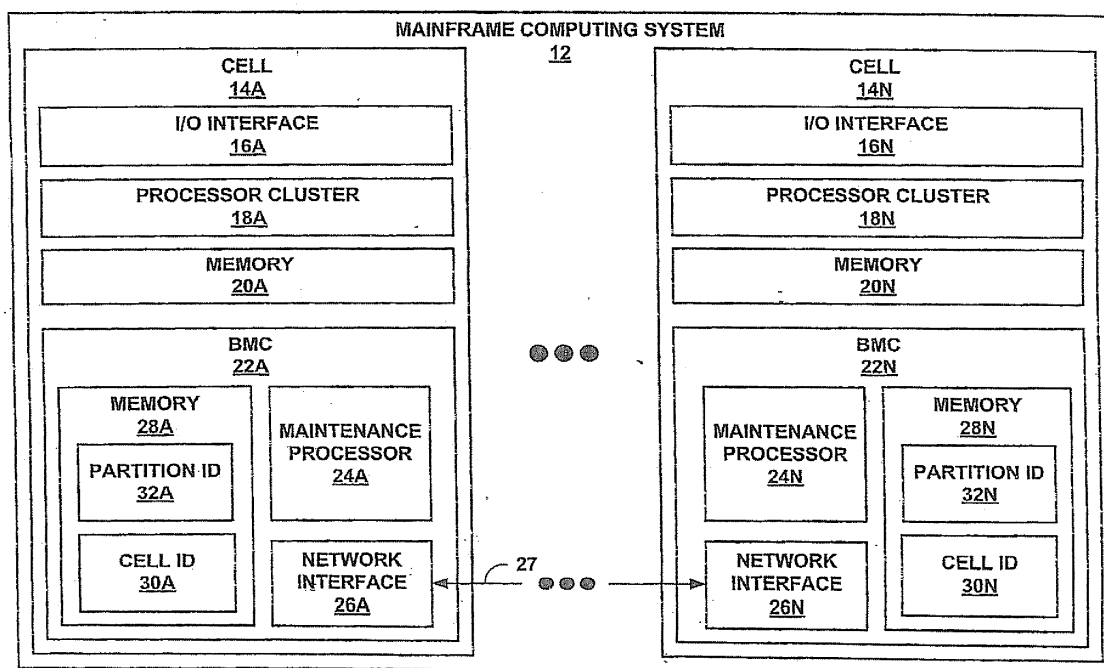 MAINFRAME COMPUTING SYSTEM
12
CELL
14A
I/O INTERFACE
16A
PROCESSOR CLUSTER
18A
MEMORY
20A
BMC
22A
MEMORY
28A
PARTITION ID
32A
CELL ID
30A
MAINTENANCE
PROCESSOR
24A
NETWORK
INTERFACE
26A
27
CELL
14N
I/O INTERFACE
16N
PROCESSOR CLUSTER
18N
MEMORY
20N
BMC
22N
MAINTENANCE
PROCESSOR
24N
NETWORK
INTERFACE
26N
MEMORY
28N
PARTITION ID
32N
CELL ID
30N